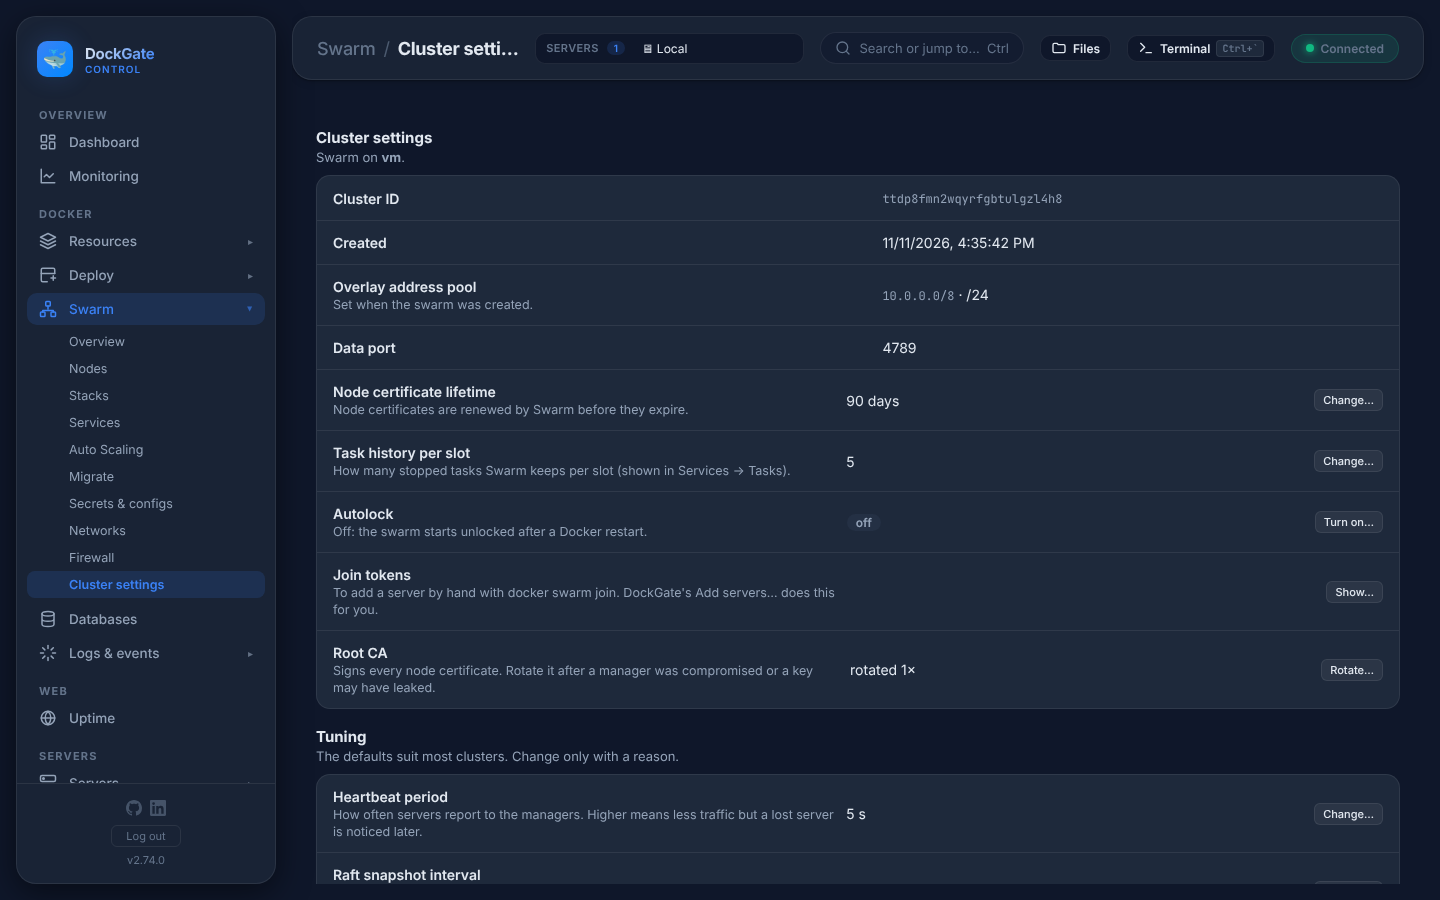 DockGate
CONTROL
OVERVIEW
Dashboard
Monitoring
DOCKER
Resources
Deploy
Swarm
Overview
Nodes
Stacks
Services
Auto Scaling
Migrate
Secrets & configs
Networks
Firewall
Cluster settings
Databases
Logs & events
WEB
Uptime
SERVERS
Servers
Log out
v2.74.0
Swarm / Cluster setti...
SERVERS 1 Local
Search or jump to... Ctrl
Files
Terminal Ctrl+`
Connected
Cluster settings
Swarm on vm.
Cluster ID ttdp8fmn2wqyrfgbtulgzl4h8
Created 11/11/2026, 4:35:42 PM
Overlay address pool
Set when the swarm was created.
10.0.0.0/8 · /24
Data port 4789
Node certificate lifetime
Node certificates are renewed by Swarm before they expire.
90 days
Change...
Task history per slot
How many stopped tasks Swarm keeps per slot (shown in Services → Tasks).
5
Change...
Autolock
Off: the swarm starts unlocked after a Docker restart.
off
Turn on...
Join tokens
To add a server by hand with docker swarm join. DockGate's Add servers... does this
for you.
Show...
Root CA
Signs every node certificate. Rotate it after a manager was compromised or a key
may have leaked.
rotated 1×
Rotate...
Tuning
The defaults suit most clusters. Change only with a reason.
Heartbeat period
How often servers report to the managers. Higher means less traffic but a lost server
is noticed later.
5 s
Change...
Raft snapshot interval